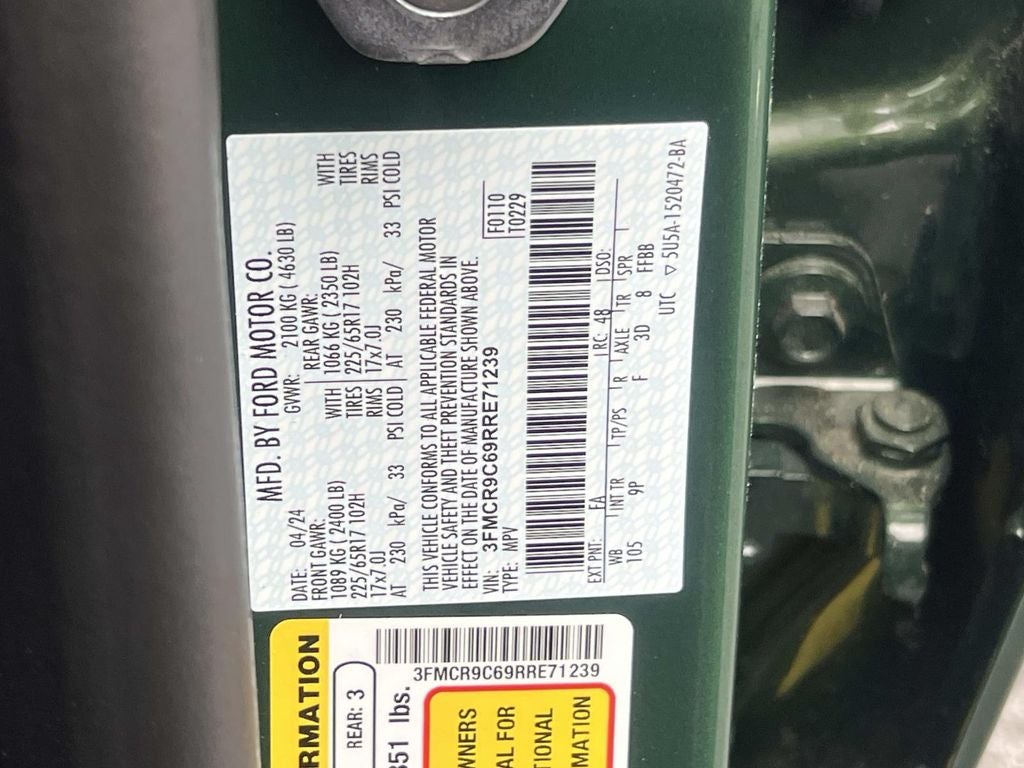 MFD. BY FORD MOTOR CO.
DATE: 04/24 GVWR: 2100 KG ( 4630 LB)
FRONT GAWR: REAR GAWR: WITH
1089 KG ( 2400 LB) WITH 1066 KG ( 2350 LB) TIRES
225/65R17 102H TIRES 225/65R17 102H RIMS
17x7.0J RIMS 17x7.0J
AT 230 kPa/ 33 PSI COLD AT 230 kPa/ 33 PSI COLD
THIS VEHICLE CONFORMS TO ALL APPLICABLE FEDERAL MOTOR
VEHICLE SAFETY AND THEFT PREVENTION STANDARDS IN
EFFECT ON THE DATE OF MANUFACTURE SHOWN ABOVE.
VIN: 3FMCR9C69RRE71239 F0110
TYPE: MPV T0229
EXT PNT: EA RC: 48 DSO:
WB INT TR TP/PS R AXLE TR SPR
105 9P F 3D 8 FFBB
UTC ▽ 5U5A-1520472-BA
RMATION
REAR: 3
351 lbs.
3FMCR9C69RRE71239
WNERS
AL FOR
TIONAL
MATION